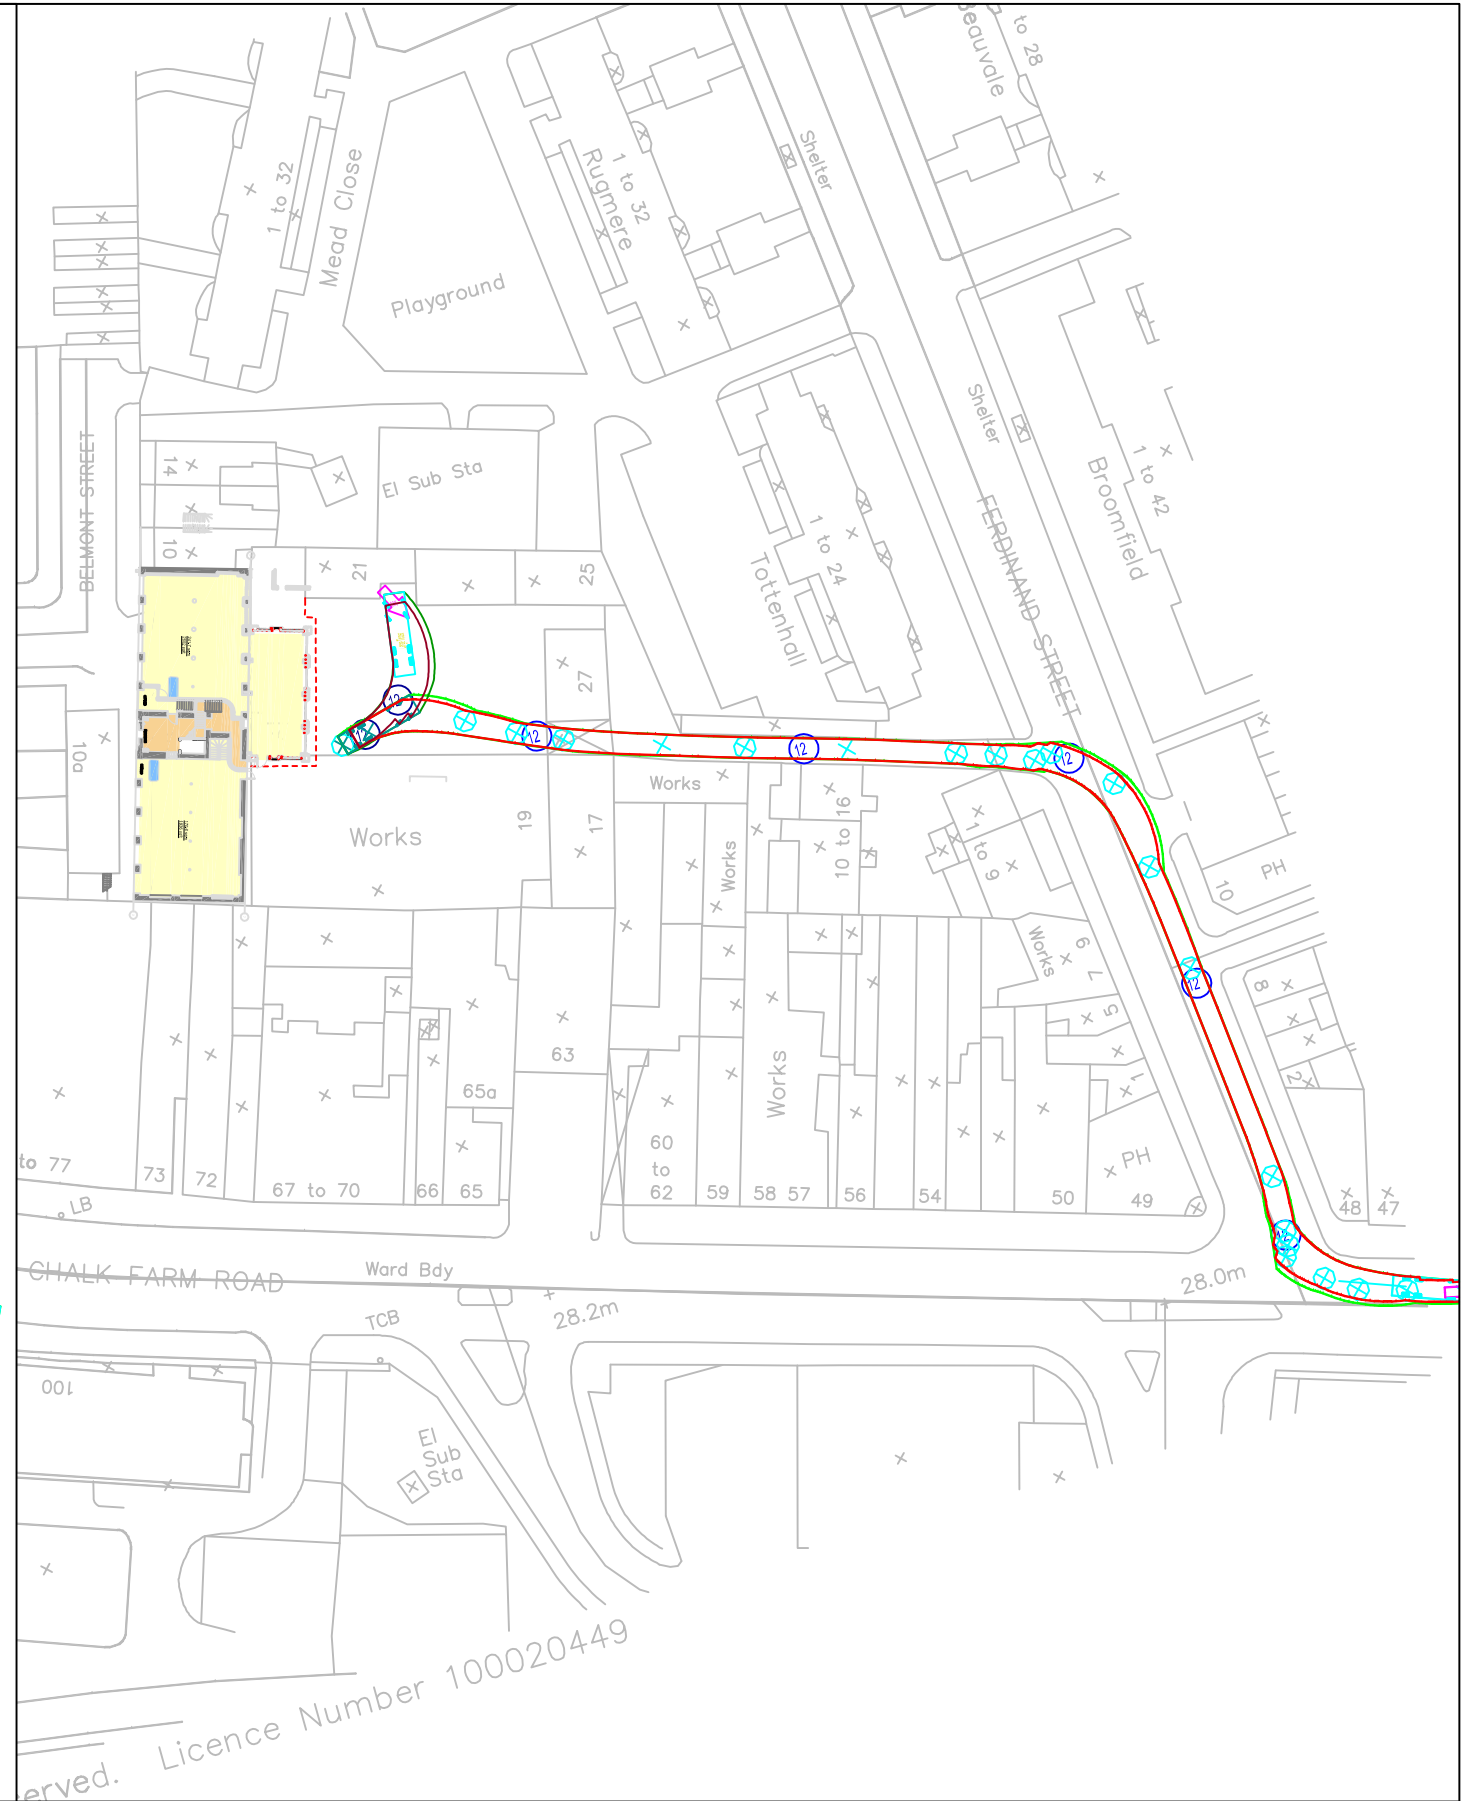 Beauvale
to 28
1 to 32
Mead Close
1 to 32
Rugmere
Shelter
Playground
Shelter
BELMONT STREET
14
10
El Sub Sta
21
25
1 to 24
Tottenhall
FERDINAND STREET
1 to 42
Broomfield
27
10a
12
12
12
12
12
12
12
Works
Works
19
17
Works
10 to 16
1 to 9
10
PH
Works
9
7
5
1
8
2
63
65a
Works
to 77
73
72
67 to 70
66
65
60
to
62
59
58
57
56
54
50
49
PH
48
47
LB
CHALK FARM ROAD
Ward Bdy
28.0m
28.2m
TCB
100
El
Sub
Sta
erved. Licence Number 100020449